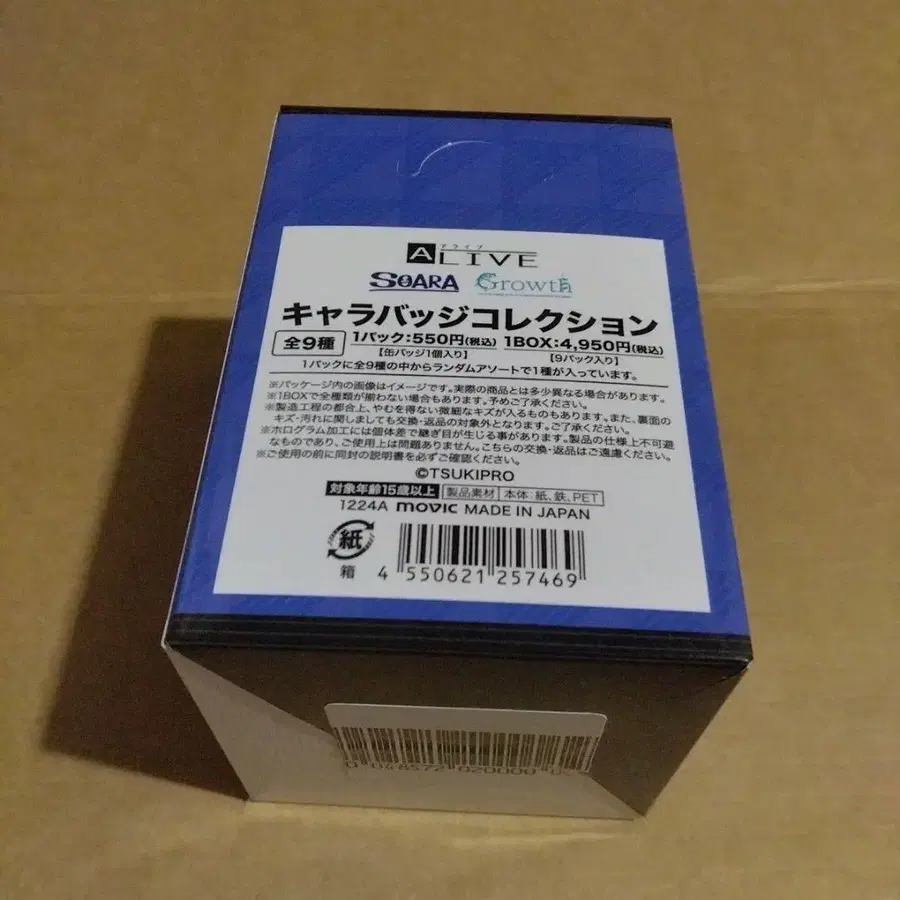 アライブ
ALIVE
SOARA Growth
キャラバッジコレクション
全9種 1パック:550円(税込) 1BOX:4,950円(税込)
【缶バッジ1個入り】 【9パック入り】
1パックに全9種の中からランダムアソートで1種が入っています。
※パッケージ内の画像はイメージです。実際の商品とは多少異なる場合があります。
※1BOXで全種類が揃わない場合もあります。予めご了承ください。
※製造工程の都合上、やむを得ない微細なキズが入るものもあります。また、裏面の
キズ・汚れに関しましても交換・返品の対象外となります。ご了承ください。
※ホログラム加工には個体差で継ぎ目が生じる事があります。製品の仕様上不可避
なものであり、ご使用上は問題ありません。こちらの交換・返品はご遠慮ください。
※ご使用の前に同封の説明書を必ずご確認ください。
©TSUKIPRO
対象年齢15歳以上 製品素材 本体:紙、鉄、PET
1224A movic MADE IN JAPAN
紙
箱 4 550621 257469